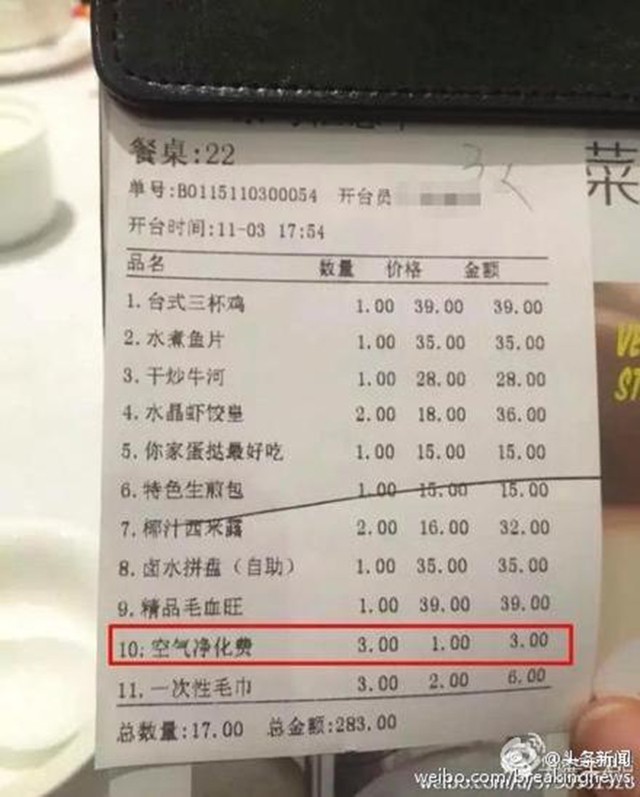 餐桌:22
单号:B0115110300054 开台员
开台时间:11-03 17:54
品名 数量 价格 金额
1.台式三杯鸡 1.00 39.00 39.00
2.水煮鱼片 1.00 35.00 35.00
3.干炒牛河 1.00 28.00 28.00
4.水晶虾饺皇 2.00 18.00 36.00
5.你家蛋挞最好吃 1.00 15.00 15.00
6.特色生煎包 1.00 15.00 15.00
7.椰汁西米露 2.00 16.00 32.00
8.卤水拼盘（自助） 1.00 35.00 35.00
9.精品毛血旺 1.00 39.00 39.00
10.空气净化费 3.00 1.00 3.00
11.一次性毛巾 3.00 2.00 6.00
总数量:17.00 总金额:283.00
菜
@头条新闻
weibo.com/breakingnews